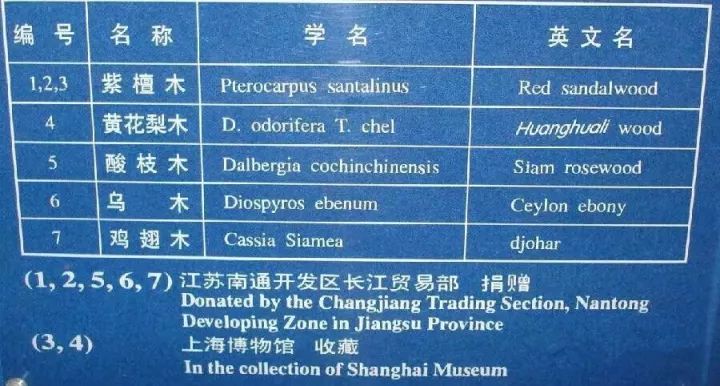 编 号 名 称 学 名 英 文 名
1,2,3 紫檀木 Pterocarpus santalinus Red sandalwood
4 黄花梨木 D. odorifera T. chel Huanghuali wood
5 酸枝木 Dalbergia cochinchinensis Siam rosewood
6 乌 木 Diospyros ebenum Ceylon ebony
7 鸡翅木 Cassia Siamea djohar
(1, 2, 5, 6, 7) 江苏南通开发区长江贸易部 捐赠
Donated by the Changjiang Trading Section, Nantong
Developing Zone in Jiangsu Province
(3, 4) 上海博物馆 收藏
In the collection of Shanghai Museum